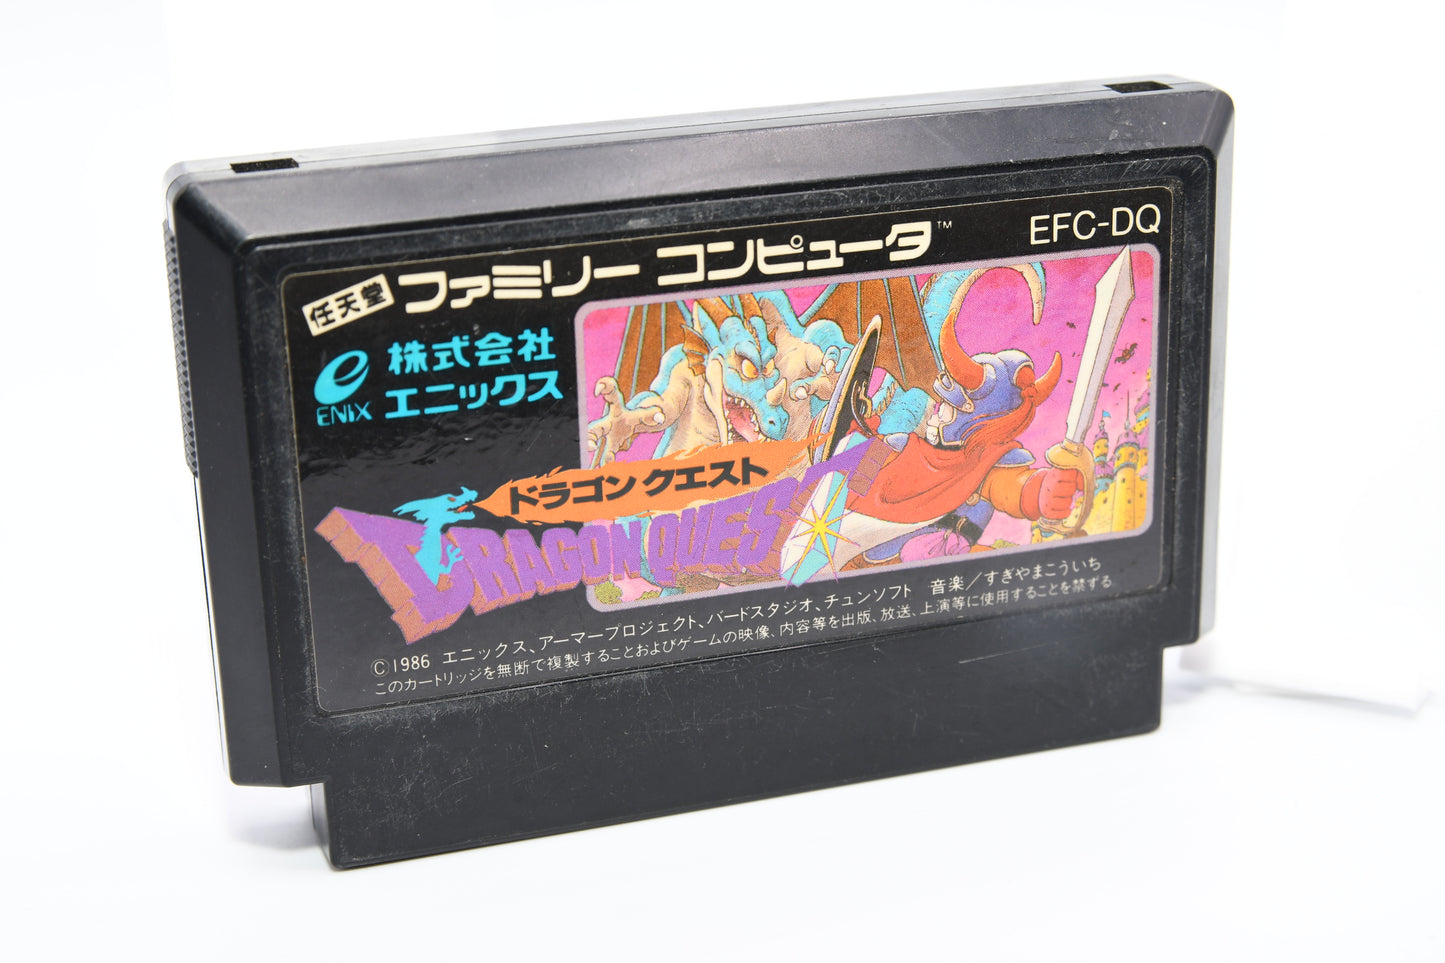 EFC-DQ
任天堂 ファミリー コンピュータ™
株式会社
エニックス
ENIX
ドラゴン クエスト
DRAGON QUEST
©1986 エニックス、アーマープロジェクト、バードスタジオ、チュンソフト 音楽/すぎやまこういち
このカートリッジを無断で複製することおよびゲームの映像、内容等を出版、放送、上演等に使用することを禁ずる